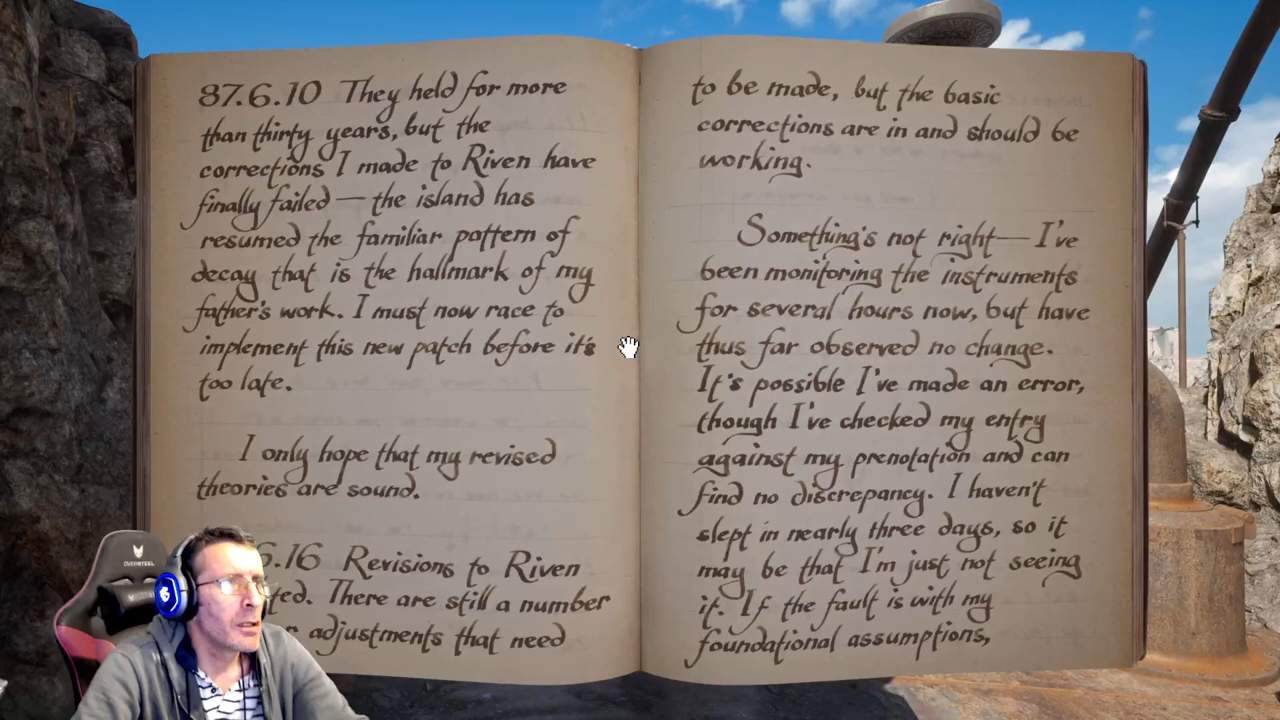 87.6.10 They held for more
than thirty years, but the
corrections I made to Riven have
finally failed — the island has
resumed the familiar pattern of
decay that is the hallmark of my
father's work. I must now race to
implement this new patch before it's
too late.
I only hope that my revised
theories are sound.
6.16 Revisions to Riven
ted. There are still a number
adjustments that need
to be made, but the basic
corrections are in and should be
working.
Something's not right— I've
been monitoring the instruments
for several hours now, but have
thus far observed no change.
It's possible I've made an error,
though I've checked my entry
against my prenotation and can
find no discrepancy. I haven't
slept in nearly three days, so it
may be that I'm just not seeing
it. If the fault is with my
foundational assumptions,